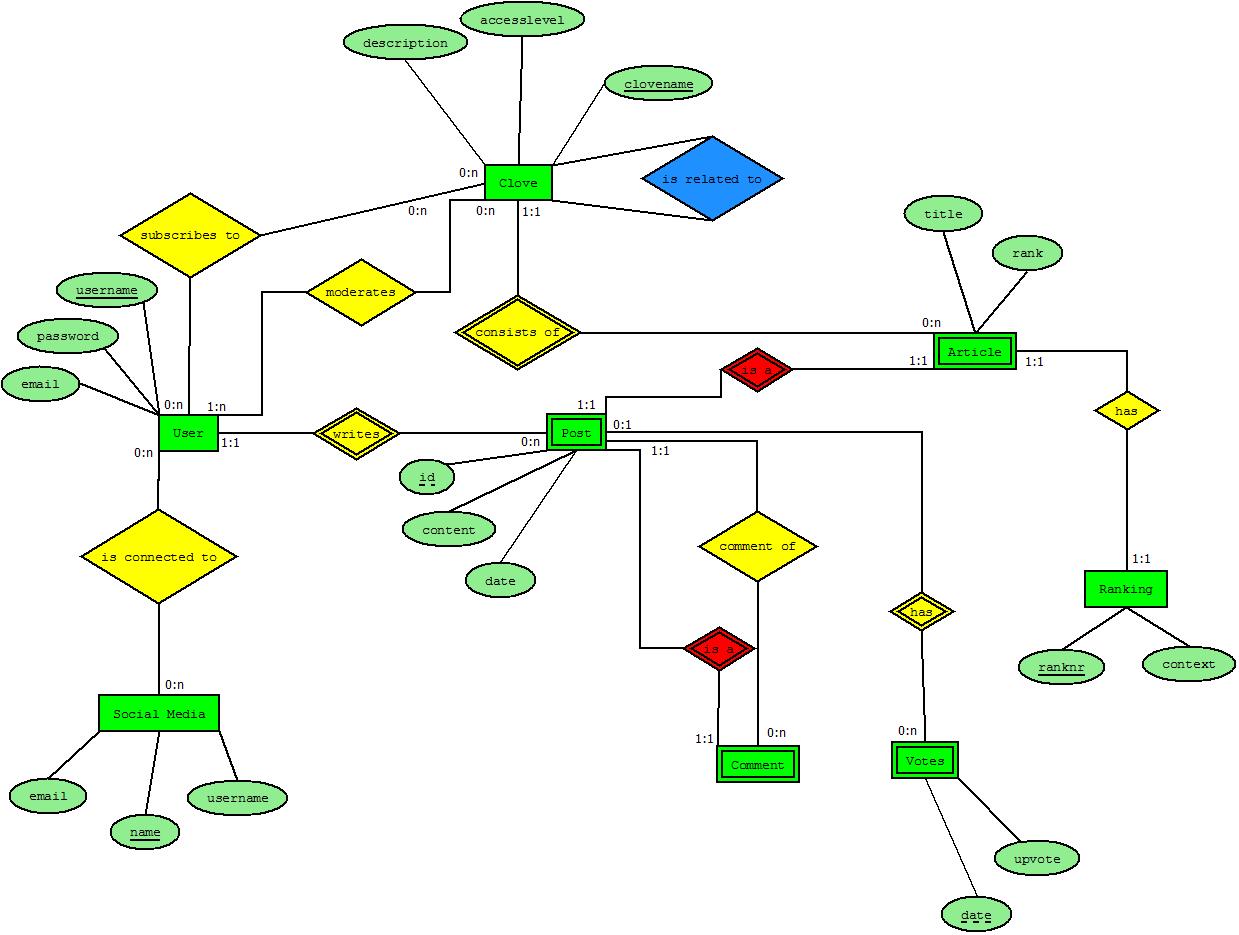 accesslevel
description
clovename
0:n
Clove
is related to
0:n
0:n
1:1
title
subscribes to
rank
username
moderates
0:n
password
consists of
Article
1:1
1:1
email
is a
0:n
1:n
1:1
has
User
1:1
writes
0:n
Post
0:1
1:1
0:n
id
content
comment of
is connected to
date
1:1
Ranking
has
is a
ranknr
context
0:n
Social Media
1:1
0:n
0:n
Comment
Votes
email
username
name
upvote
date